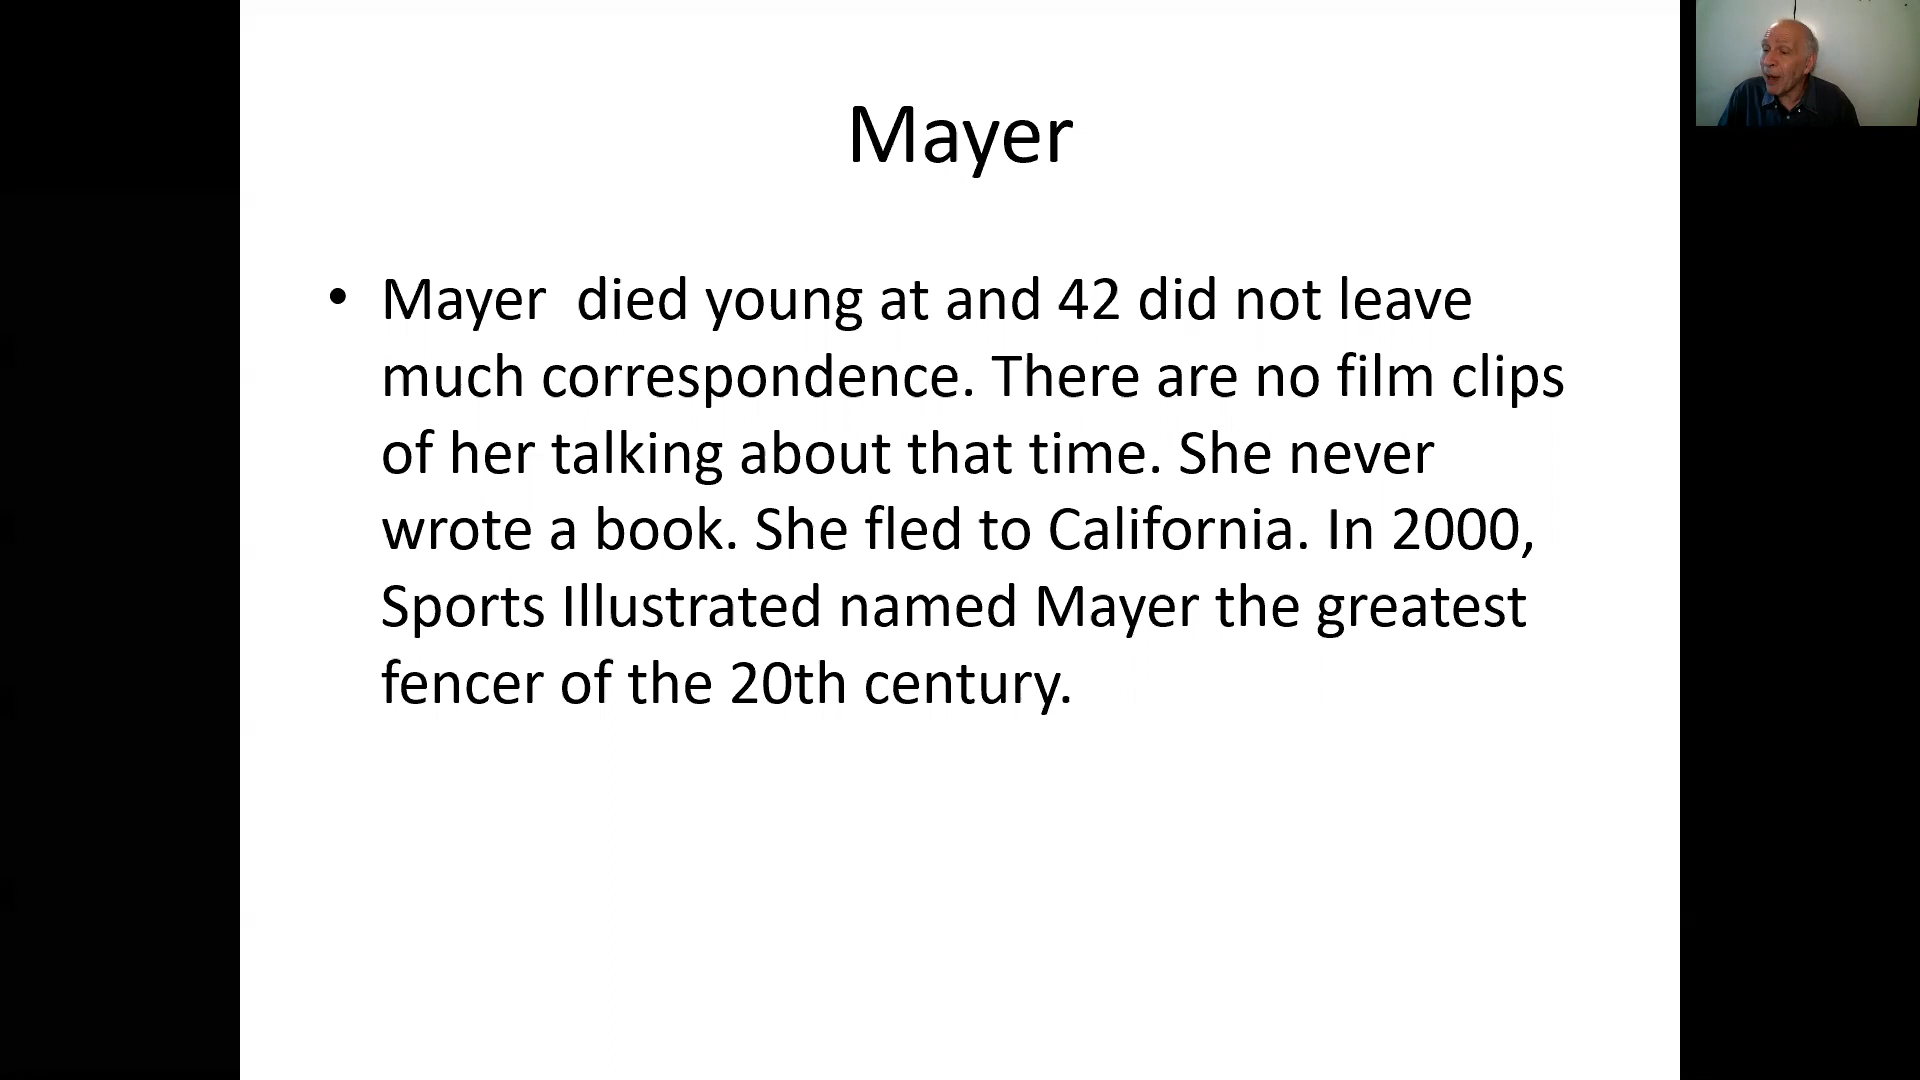 Mayer
• Mayer  died young at and 42 did not leave
much correspondence. There are no film clips
of her talking about that time. She never
wrote a book. She fled to California. In 2000,
Sports Illustrated named Mayer the greatest
fencer of the 20th century.